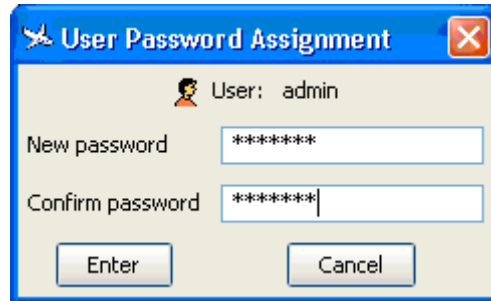 User Password Assignment
User: admin
New password *******
Confirm password *******
Enter Cancel